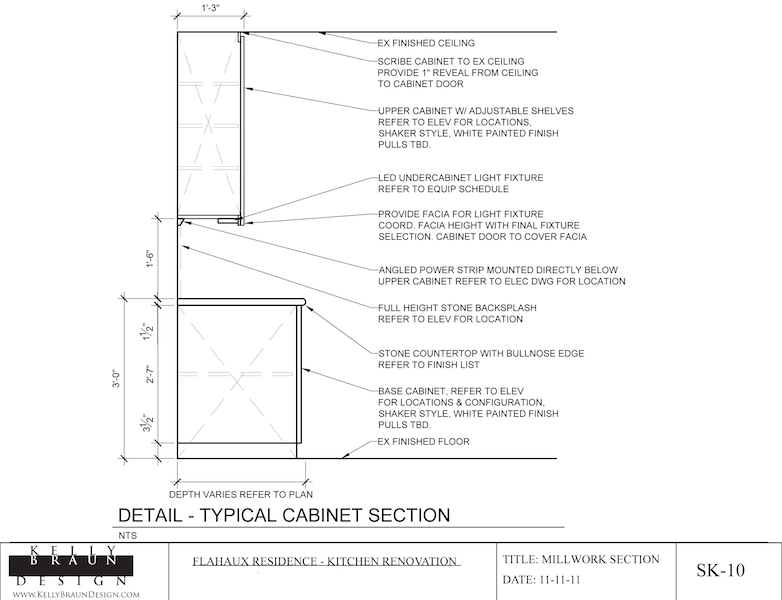 1'-3"
EX FINISHED CEILING
SCRIBE CABINET TO EX CEILING
PROVIDE 1" REVEAL FROM CEILING
TO CABINET DOOR
UPPER CABINET W/ ADJUSTABLE SHELVES
REFER TO ELEV FOR LOCATIONS,
SHAKER STYLE, WHITE PAINTED FINISH
PULLS TBD.
LED UNDERCABINET LIGHT FIXTURE
REFER TO EQUIP SCHEDULE
PROVIDE FACIA FOR LIGHT FIXTURE
COORD. FACIA HEIGHT WITH FINAL FIXTURE
SELECTION. CABINET DOOR TO COVER FACIA
1'-6"
ANGLED POWER STRIP MOUNTED DIRECTLY BELOW
UPPER CABINET REFER TO ELEC DWG FOR LOCATION
FULL HEIGHT STONE BACKSPLASH
REFER TO ELEV FOR LOCATION
1 1/2"
STONE COUNTERTOP WITH BULLNOSE EDGE
REFER TO FINISH LIST
3'-0"
2'-7"
BASE CABINET, REFER TO ELEV
FOR LOCATIONS & CONFIGURATION,
SHAKER STYLE, WHITE PAINTED FINISH
PULLS TBD.
3 1/2"
EX FINISHED FLOOR
DEPTH VARIES REFER TO PLAN
DETAIL - TYPICAL CABINET SECTION
NTS
KELLY
BRAUN
DESIGN
WWW.KELLYBRAUNDESIGN.COM
FLAHAUX RESIDENCE - KITCHEN RENOVATION
TITLE: MILLWORK SECTION
DATE: 11-11-11
SK-10